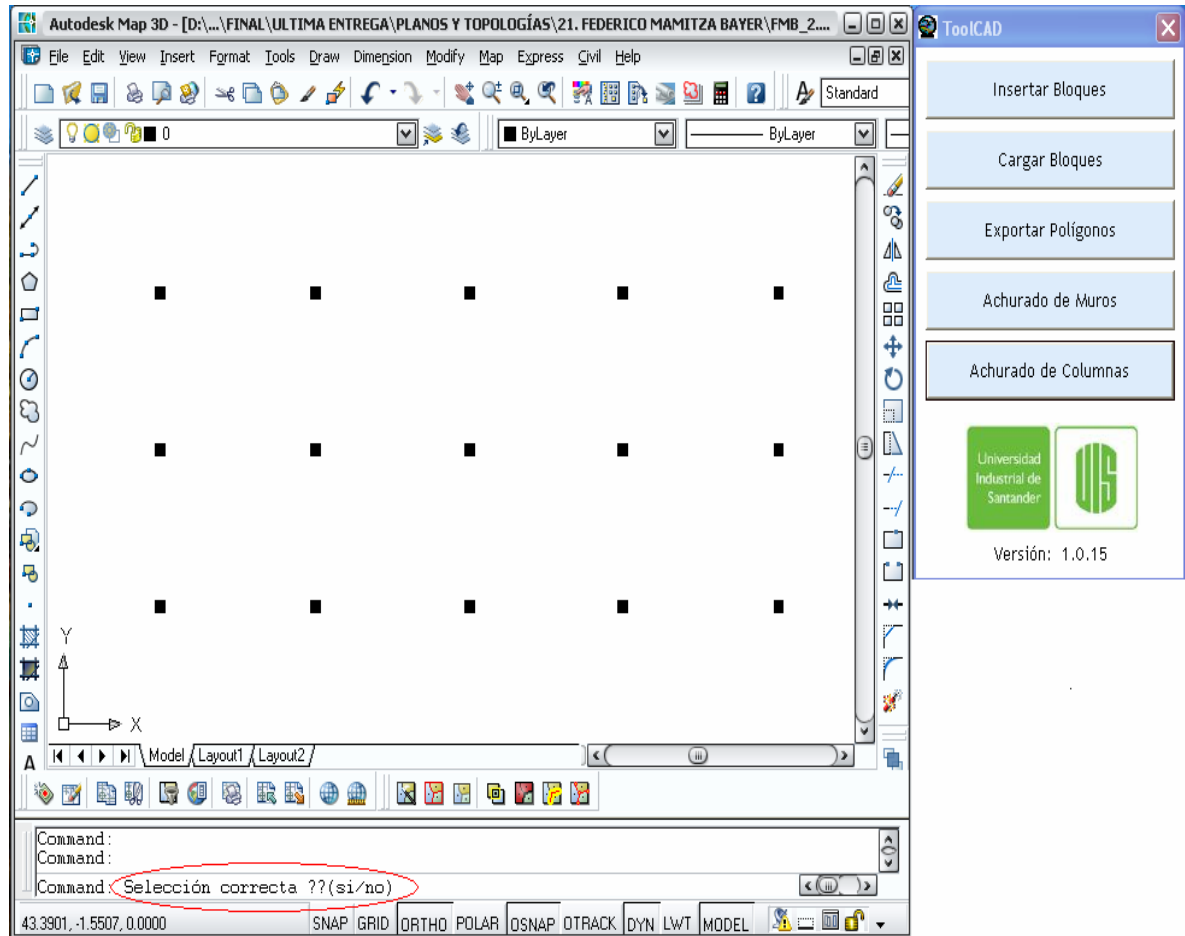 Autodesk Map 3D - [D:\...\FINAL\ULTIMA ENTREGA\PLANOS Y TOPOLOGÍAS\21. FEDERICO MAMITZA BAYER\FMB_2....
File Edit View Insert Format Tools Draw Dimension Modify Map Express Civil Help
Standard
0
ByLayer
ByLayer
Y
X
Model Layout1 Layout2
Command:
Command:
Command: Selección correcta ??(si/no)
43.3901, -1.5507, 0.0000 SNAP GRID ORTHO POLAR OSNAP OTRACK DYN LWT MODEL
ToolCAD
Insertar Bloques
Cargar Bloques
Exportar Polígonos
Achurado de Muros
Achurado de Columnas
Universidad
Industrial de
Santander
UIS
Versión: 1.0.15